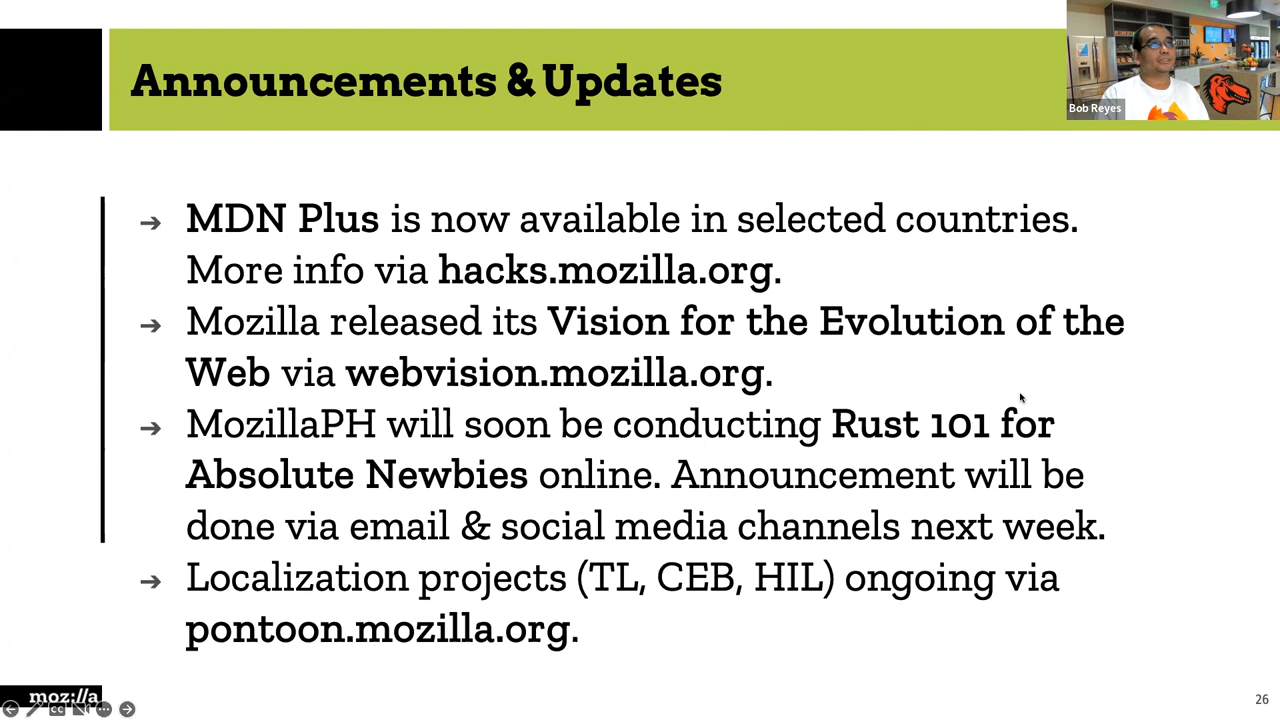 Announcements & Updates
Bob Reyes
➔ MDN Plus is now available in selected countries.
More info via hacks.mozilla.org.
➔ Mozilla released its Vision for the Evolution of the
Web via webvision.mozilla.org.
➔ MozillaPH will soon be conducting Rust 101 for
Absolute Newbies online. Announcement will be
done via email & social media channels next week.
➔ Localization projects (TL, CEB, HIL) ongoing via
pontoon.mozilla.org.
moz://a
CC
26